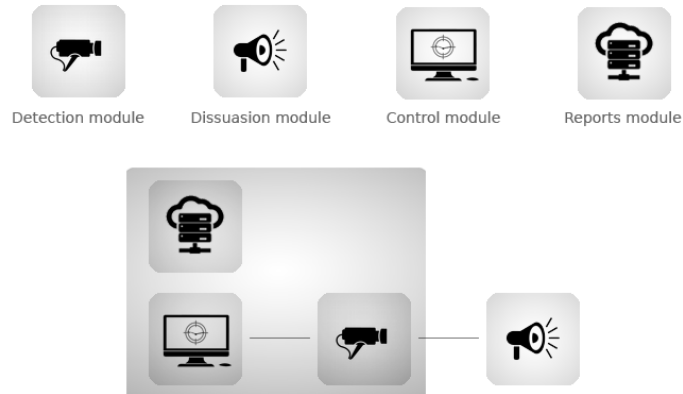 Detection module
Dissuasion module
Control module
Reports module